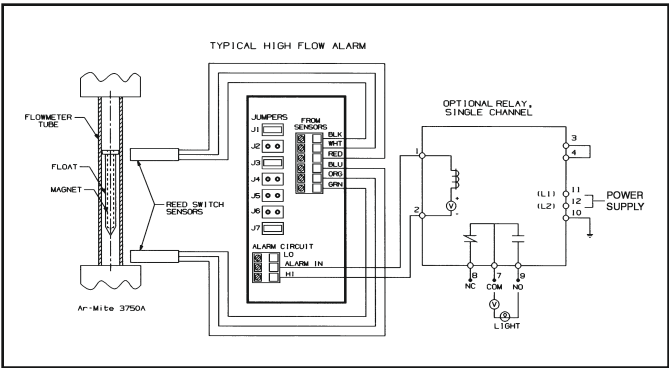 TYPICAL HIGH FLOW ALARM
FLOWMETER
TUBE
FLOAT
MAGNET
REED SWITCH
SENSORS
Ar-Mite 3750A
JUMPERS
J1
J2
J3
J4
J5
J6
J7
FROM
SENSORS
BLK
WHT
RED
BLU
ORG
GRN
ALARM CIRCUIT
LO
ALARM IN
HI
OPTIONAL RELAY,
SINGLE CHANNEL
1
2
V
+
-
3
4
(L1) 11
(L2) 12
10
POWER
SUPPLY
8 7 9
NC COM NO
V
LIGHT